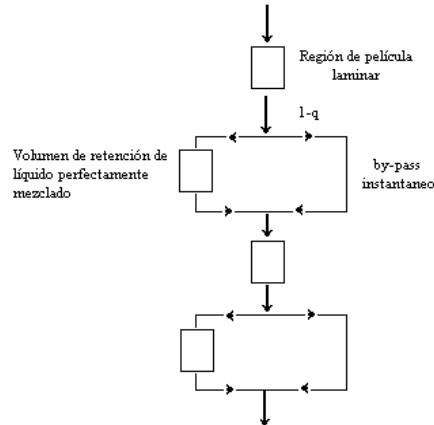 Región de película
laminar
1-q
Volumen de retención de
líquido perfectamente
mezclado
by-pass
instantaneo